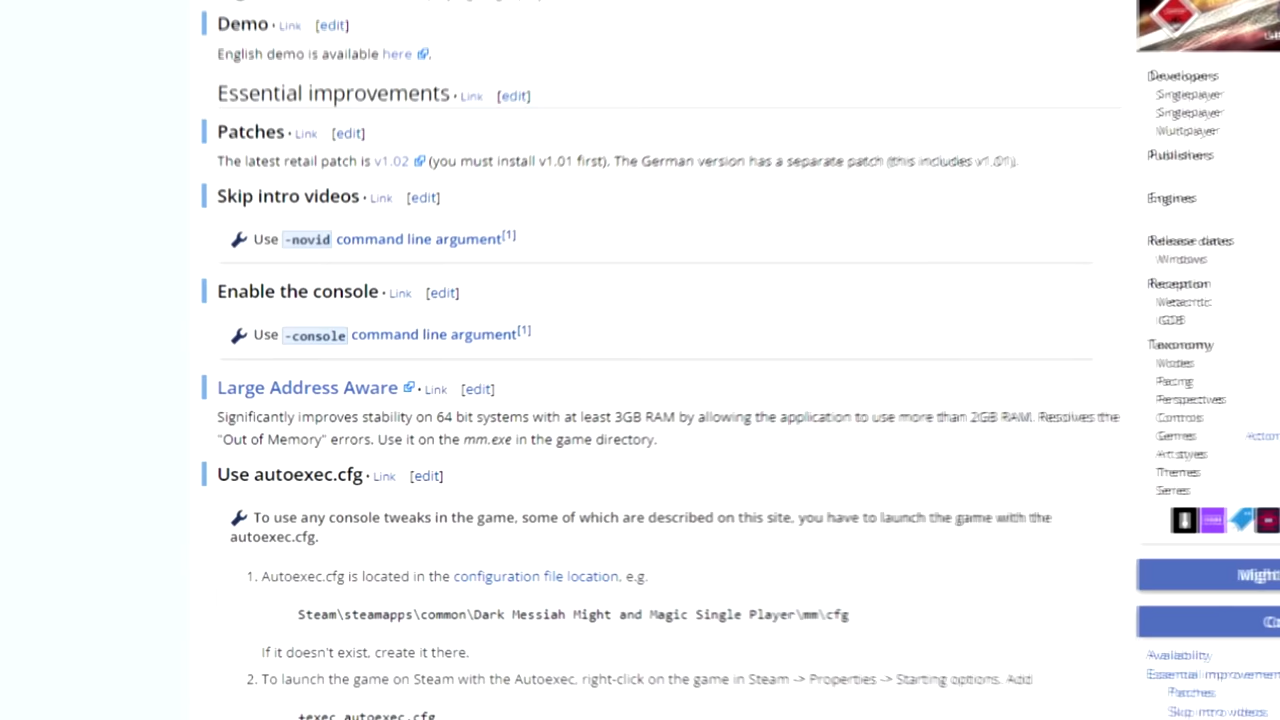 Demo · Link [edit]
English demo is available here.
Essential improvements · Link [edit]
Patches · Link [edit]
The latest retail patch is v1.02 (you must install v1.01 first). The German version has a separate patch (this includes v1.01).
Skip intro videos · Link [edit]
Use -novid command line argument[1]
Enable the console · Link [edit]
Use -console command line argument[1]
Large Address Aware · Link [edit]
Significantly improves stability on 64 bit systems with at least 3GB RAM by allowing the application to use more than 2GB RAM. Resolves the
"Out of Memory" errors. Use it on the mm.exe in the game directory.
Use autoexec.cfg · Link [edit]
To use any console tweaks in the game, some of which are described on this site, you have to launch the game with the
autoexec.cfg.
1. Autoexec.cfg is located in the configuration file location, e.g.
Steam\steamapps\common\Dark Messiah Might and Magic Single Player\mm\cfg
If it doesn't exist, create it there.
2. To launch the game on Steam with the Autoexec, right-click on the game in Steam -> Properties -> Starting options. Add
+exec autoexec.cfg
Developers
Singleplayer
Singleplayer
Multiplayer
Publishers
Engines
Release dates
Windows
Reception
Metacritic
IGDB
Taxonomy
Modes
Pacing
Perspectives
Controls
Genres
Action
Art styles
Themes
Series
Might
Availability
Essential improvements
Patches
Skip intro videos